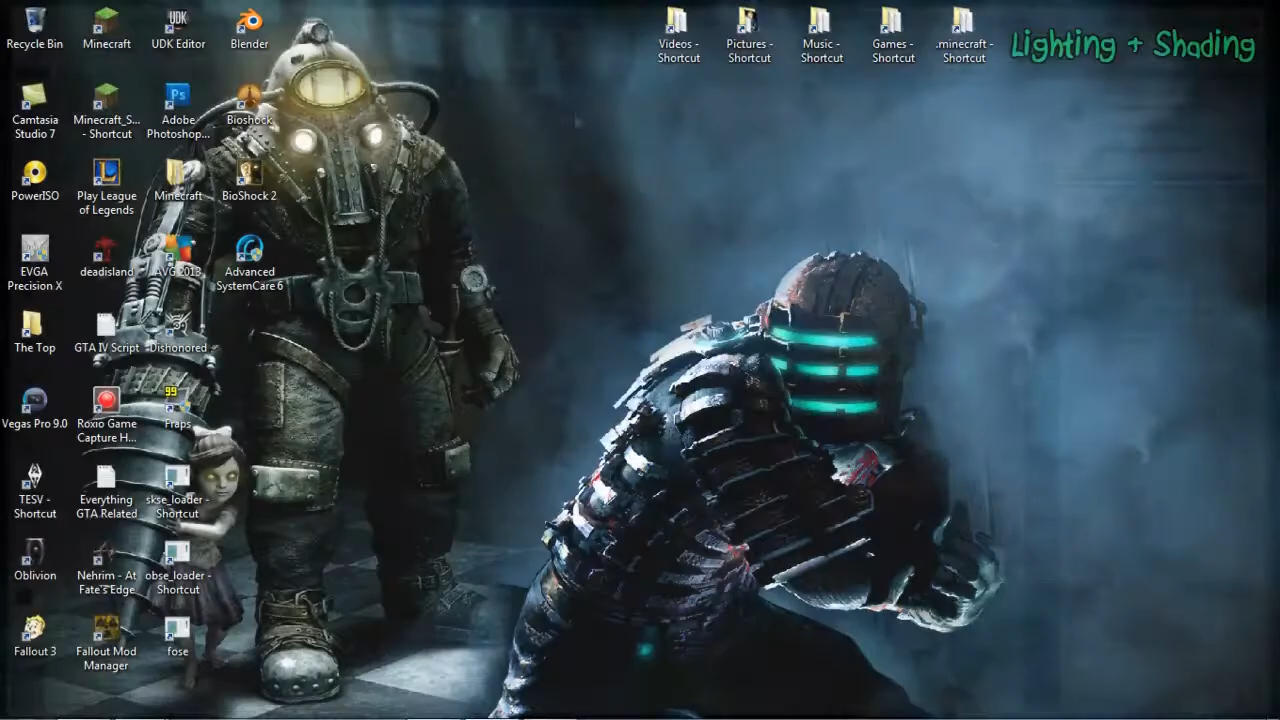 Recycle Bin
Minecraft
UDK
UDK Editor
Blender
Videos -
Shortcut
Pictures -
Shortcut
Music -
Shortcut
Games -
Shortcut
.minecraft -
Shortcut
Lighting + Shading
Camtasia
Studio 7
Minecraft_S...
- Shortcut
Ps
Adobe
Photoshop...
Bioshock
PowerISO
L
Play League
of Legends
Minecraft
BioShock 2
EVGA
Precision X
deadisland
AVG 2013
Advanced
SystemCare 6
The Top
GTA IV Script
Dishonored
Vegas Pro 9.0
Roxio Game
Capture H...
99
Fraps
TESV -
Shortcut
Everything
GTA Related
skse_loader -
Shortcut
Oblivion
Nehrim - At
Fate's Edge
obse_loader -
Shortcut
Fallout 3
Fallout Mod
Manager
fose